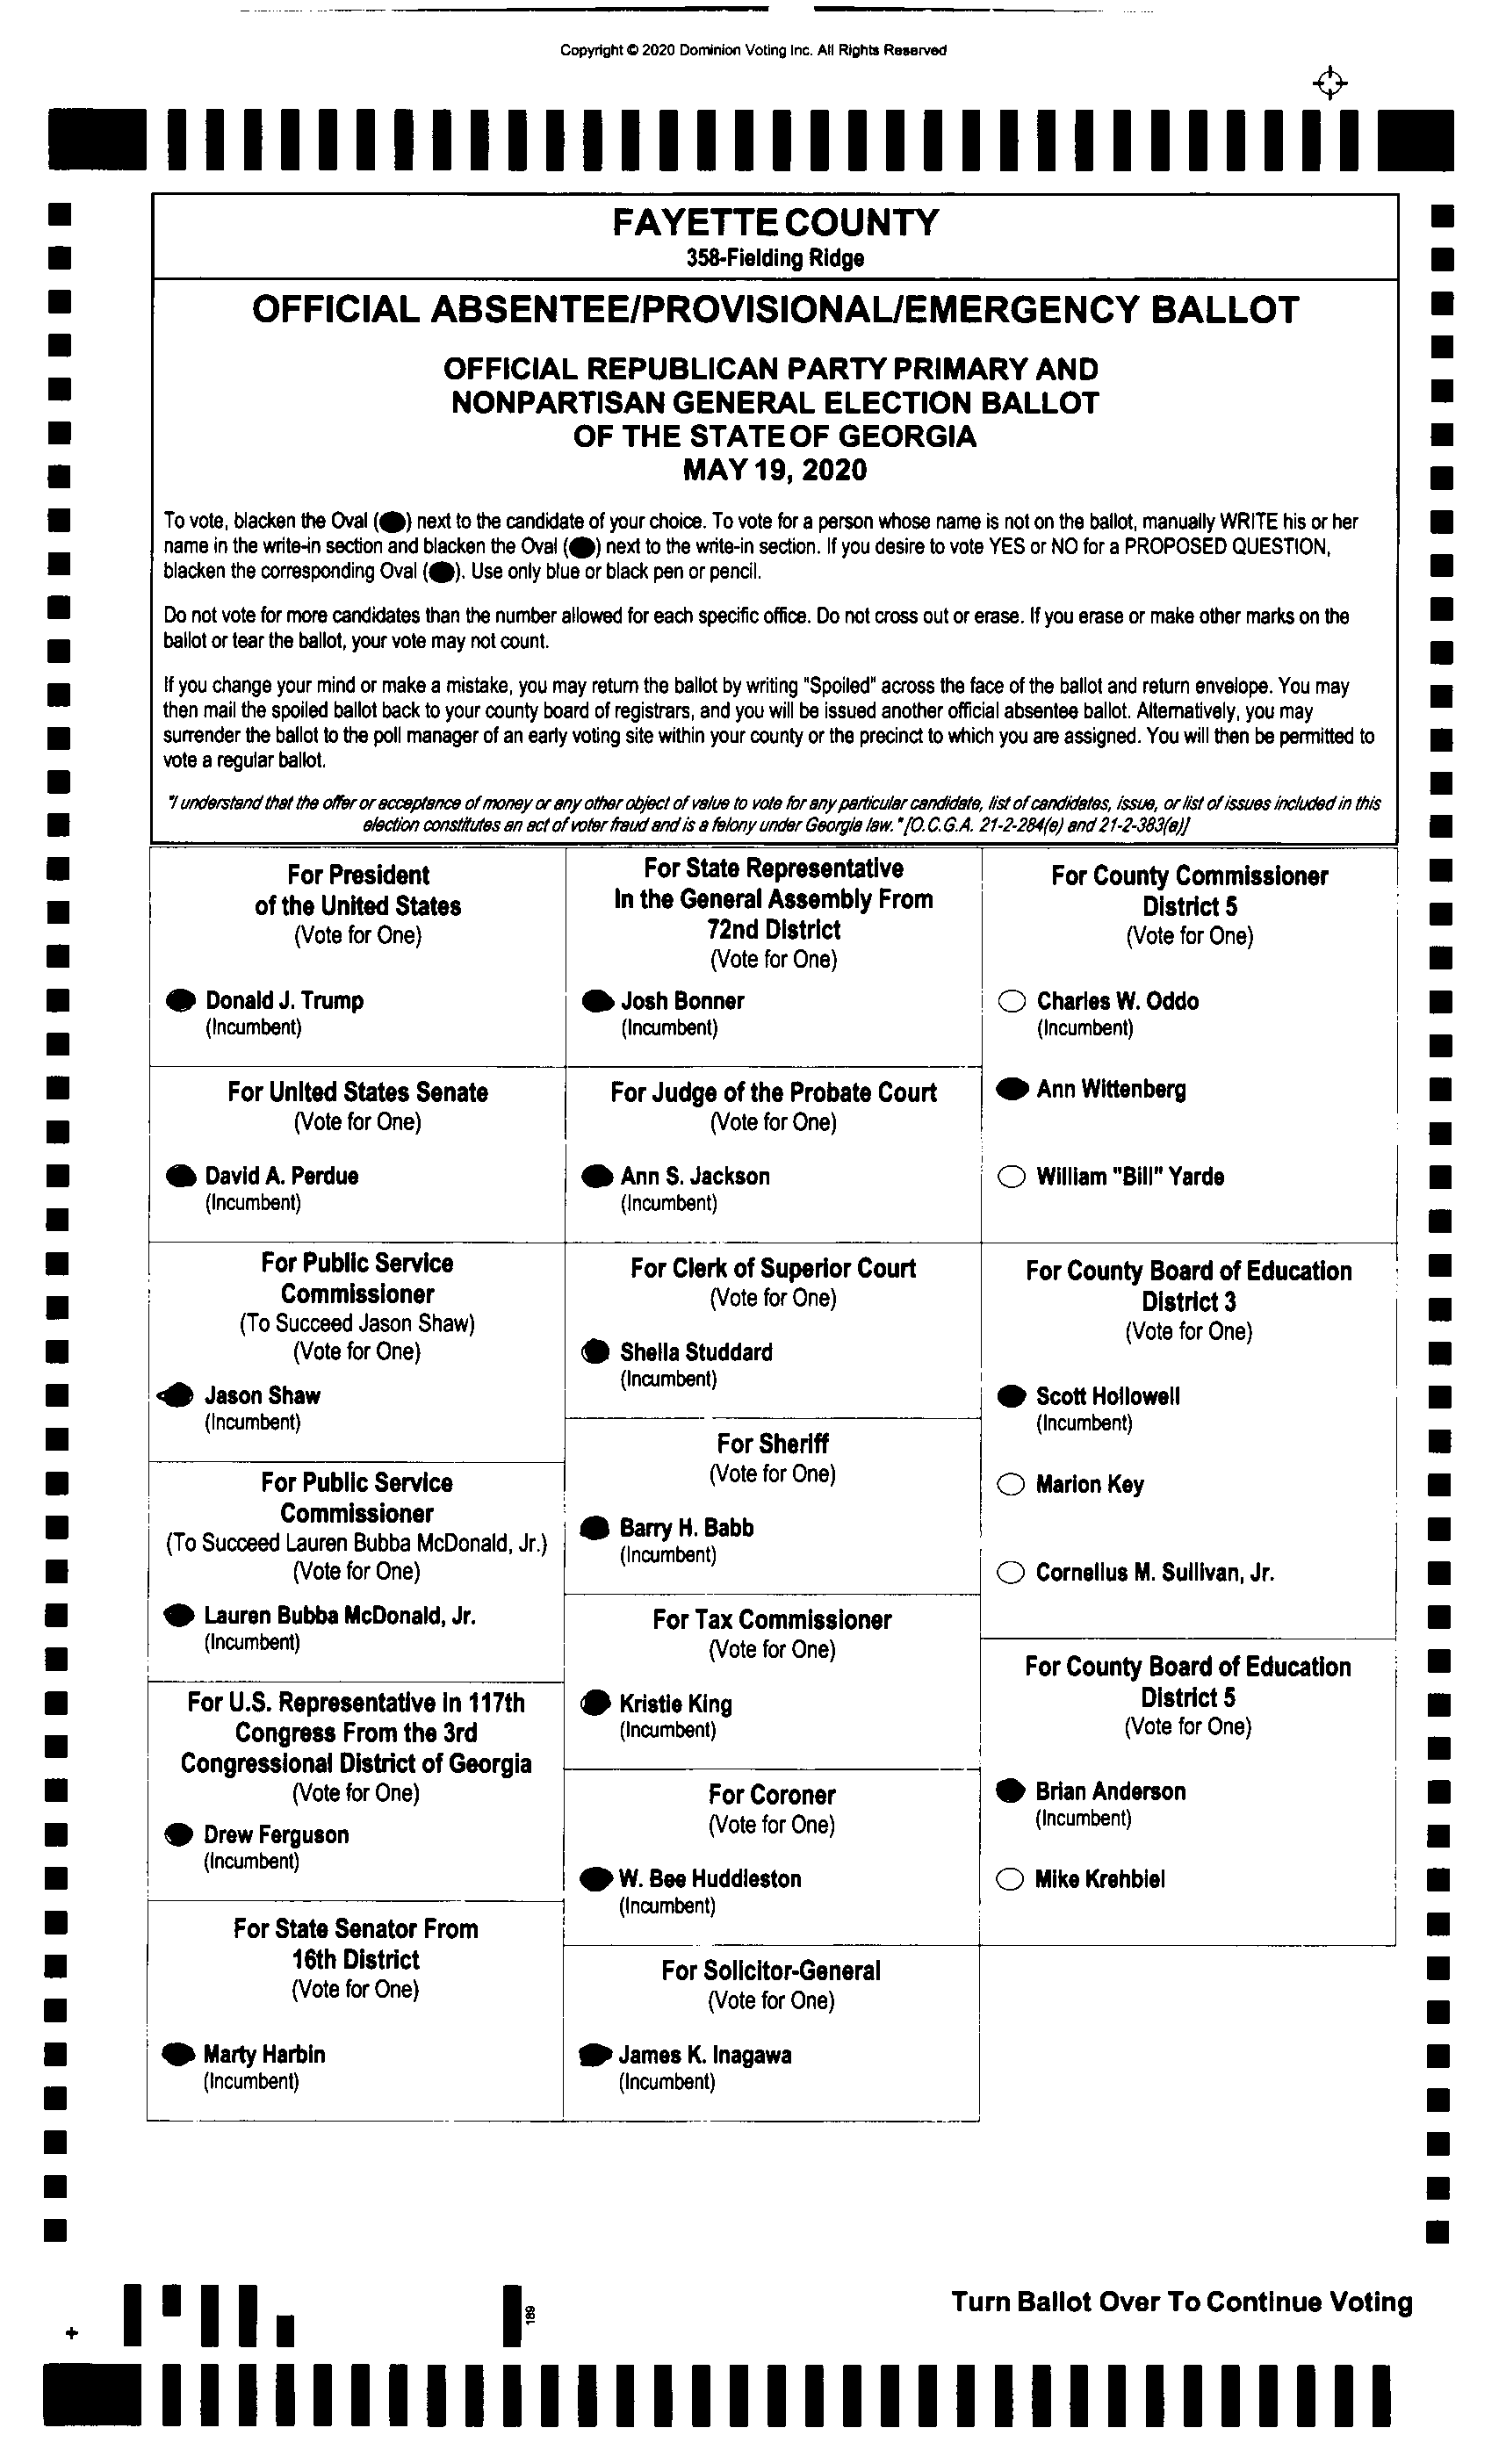 Copyright © 2020 Dominion Voting Inc. All Rights Reserved
FAYETTE COUNTY
358-Fielding Ridge
OFFICIAL ABSENTEE/PROVISIONAL/EMERGENCY BALLOT
OFFICIAL REPUBLICAN PARTY PRIMARY AND
NONPARTISAN GENERAL ELECTION BALLOT
OF THE STATE OF GEORGIA
MAY 19, 2020
To vote, blacken the Oval ( ) next to the candidate of your choice. To vote for a person whose name is not on the ballot, manually WRITE his or her
name in the write-in section and blacken the Oval ( ) next to the write-in section. If you desire to vote YES or NO for a PROPOSED QUESTION,
blacken the corresponding Oval ( ). Use only blue or black pen or pencil.
Do not vote for more candidates than the number allowed for each specific office. Do not cross out or erase. If you erase or make other marks on the
ballot or tear the ballot, your vote may not count.
If you change your mind or make a mistake, you may return the ballot by writing "Spoiled" across the face of the ballot and return envelope. You may
then mail the spoiled ballot back to your county board of registrars, and you will be issued another official absentee ballot. Alternatively, you may
surrender the ballot to the poll manager of an early voting site within your county or the precinct to which you are assigned. You will then be permitted to
vote a regular ballot.
"I understand that the offer or acceptance of money or any other object of value to vote for any particular candidate, list of candidates, issue, or list of issues included in this
election constitutes an act of voter fraud and is a felony under Georgia law." [O.C.G.A. 21-2-284(e) and 21-2-383(a)]
For President
of the United States
(Vote for One)
Donald J. Trump
(Incumbent)
For United States Senate
(Vote for One)
David A. Perdue
(Incumbent)
For Public Service
Commissioner
(To Succeed Jason Shaw)
(Vote for One)
Jason Shaw
(Incumbent)
For Public Service
Commissioner
(To Succeed Lauren Bubba McDonald, Jr.)
(Vote for One)
Lauren Bubba McDonald, Jr.
(Incumbent)
For U.S. Representative in 117th
Congress From the 3rd
Congressional District of Georgia
(Vote for One)
Drew Ferguson
(Incumbent)
For State Senator From
16th District
(Vote for One)
Marty Harbin
(Incumbent)
For State Representative
In the General Assembly From
72nd District
(Vote for One)
Josh Bonner
(Incumbent)
For Judge of the Probate Court
(Vote for One)
Ann S. Jackson
(Incumbent)
For Clerk of Superior Court
(Vote for One)
Sheila Studdard
(Incumbent)
For Sheriff
(Vote for One)
Barry H. Babb
(Incumbent)
For Tax Commissioner
(Vote for One)
Kristie King
(Incumbent)
For Coroner
(Vote for One)
W. Bee Huddleston
(Incumbent)
For Solicitor-General
(Vote for One)
James K. Inagawa
(Incumbent)
For County Commissioner
District 5
(Vote for One)
Charles W. Oddo
(Incumbent)
Ann Wittenberg
William "Bill" Yarde
For County Board of Education
District 3
(Vote for One)
Scott Hollowell
(Incumbent)
Marion Key
Cornelius M. Sullivan, Jr.
For County Board of Education
District 5
(Vote for One)
Brian Anderson
(Incumbent)
Mike Krehbiel
189
Turn Ballot Over To Continue Voting